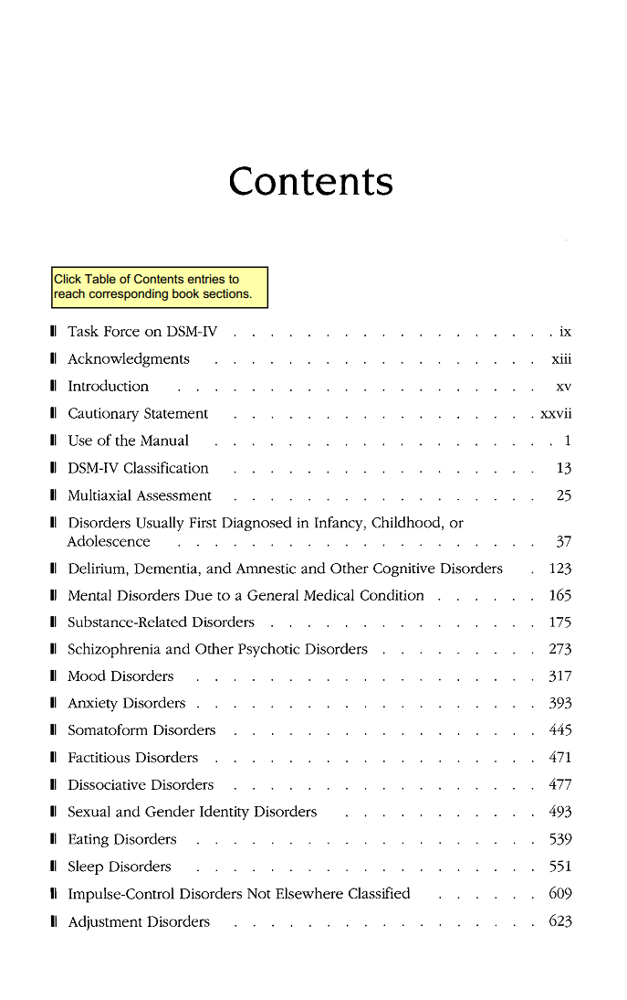 Contents
Click Table of Contents entries to
reach corresponding book sections.
Task Force on DSM-IV . . . . . . . . . . . . . . . . . . ix
Acknowledgments . . . . . . . . . . . . . . . . . . xiii
Introduction . . . . . . . . . . . . . . . . . . . . xv
Cautionary Statement . . . . . . . . . . . . . . . . . xxvii
Use of the Manual . . . . . . . . . . . . . . . . . . . 1
DSM-IV Classification . . . . . . . . . . . . . . . . . 13
Multiaxial Assessment . . . . . . . . . . . . . . . . . 25
Disorders Usually First Diagnosed in Infancy, Childhood, or
Adolescence . . . . . . . . . . . . . . . . . . . . 37
Delirium, Dementia, and Amnestic and Other Cognitive Disorders . 123
Mental Disorders Due to a General Medical Condition . . . . . . 165
Substance-Related Disorders . . . . . . . . . . . . . . . 175
Schizophrenia and Other Psychotic Disorders . . . . . . . . . 273
Mood Disorders . . . . . . . . . . . . . . . . . . . 317
Anxiety Disorders . . . . . . . . . . . . . . . . . . . 393
Somatoform Disorders . . . . . . . . . . . . . . . . . 445
Factitious Disorders . . . . . . . . . . . . . . . . . . 471
Dissociative Disorders . . . . . . . . . . . . . . . . . 477
Sexual and Gender Identity Disorders . . . . . . . . . . . 493
Eating Disorders . . . . . . . . . . . . . . . . . . . 539
Sleep Disorders . . . . . . . . . . . . . . . . . . . 551
Impulse-Control Disorders Not Elsewhere Classified . . . . . . 609
Adjustment Disorders . . . . . . . . . . . . . . . . . 623